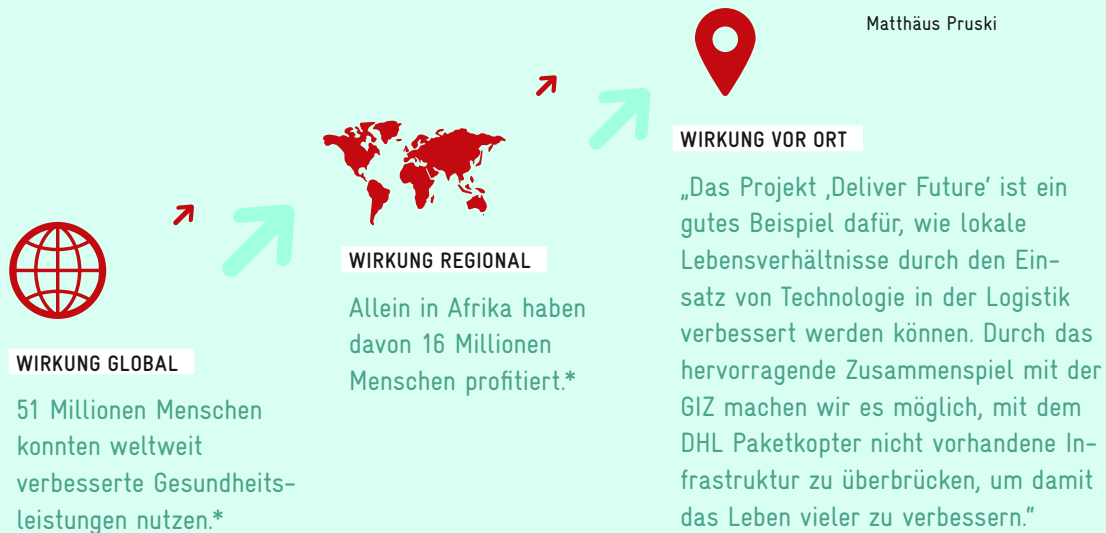 Matthäus Pruski
WIRKUNG GLOBAL
51 Millionen Menschen
konnten weltweit
verbesserte Gesundheits-
leistungen nutzen.*
WIRKUNG REGIONAL
Allein in Afrika haben
davon 16 Millionen
Menschen profitiert.*
WIRKUNG VOR ORT
„Das Projekt ‚Deliver Future‘ ist ein
gutes Beispiel dafür, wie lokale
Lebensverhältnisse durch den Ein-
satz von Technologie in der Logistik
verbessert werden können. Durch das
hervorragende Zusammenspiel mit der
GIZ machen wir es möglich, mit dem
DHL Paketkopter nicht vorhandene In-
frastruktur zu überbrücken, um damit
das Leben vieler zu verbessern.“